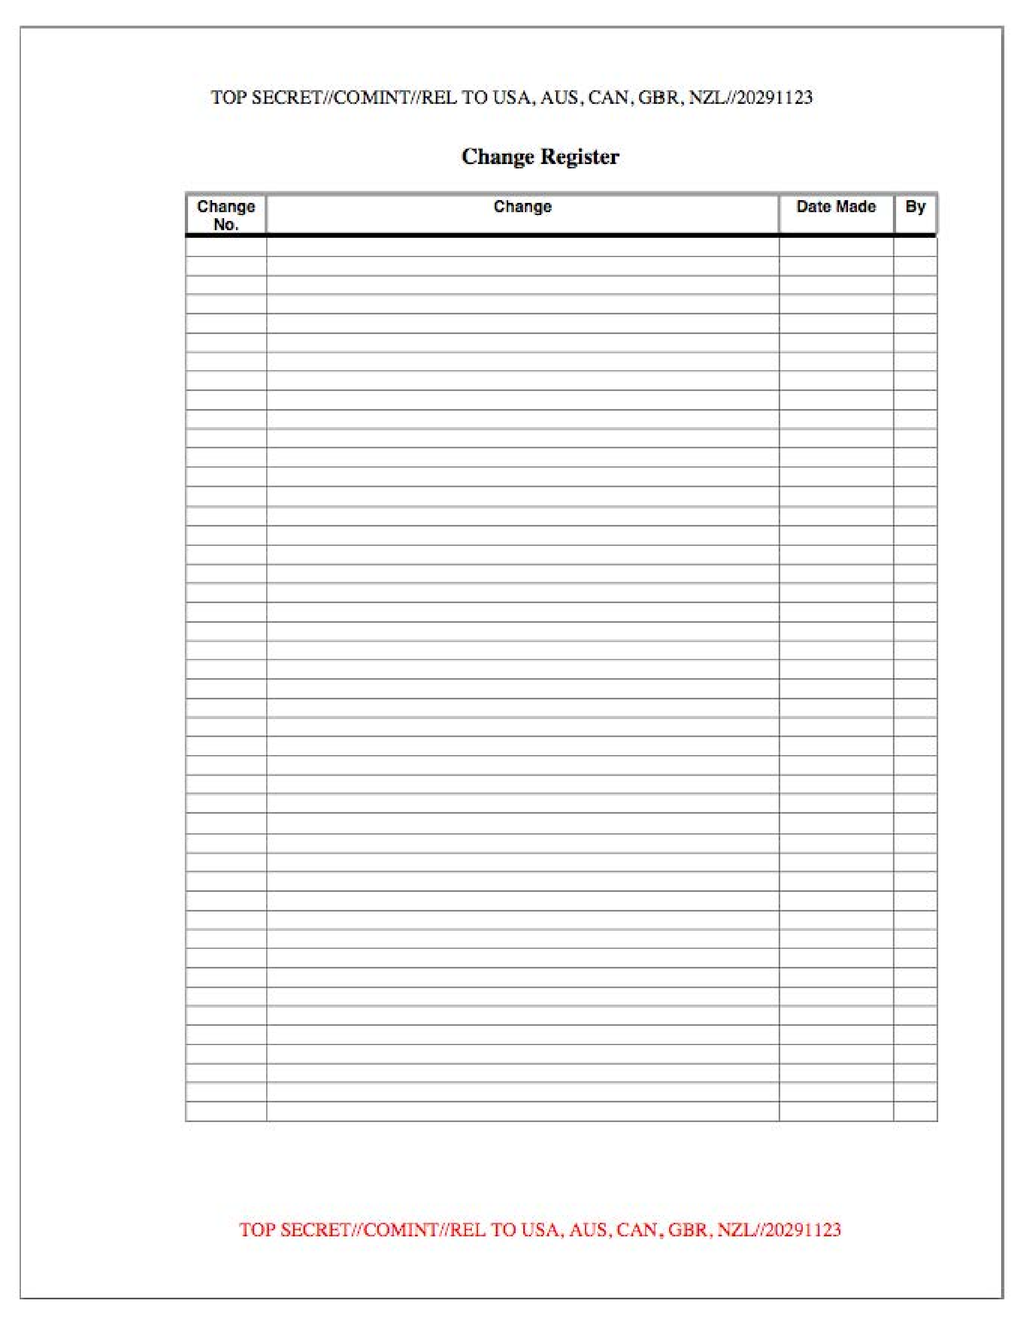 TOP SECRET//COMINT//REL TO USA, AUS, CAN, GBR, NZL//20291123
Change Register
Change No. Change Date Made By
TOP SECRET//COMINT//REL TO USA, AUS, CAN, GBR, NZL//20291123